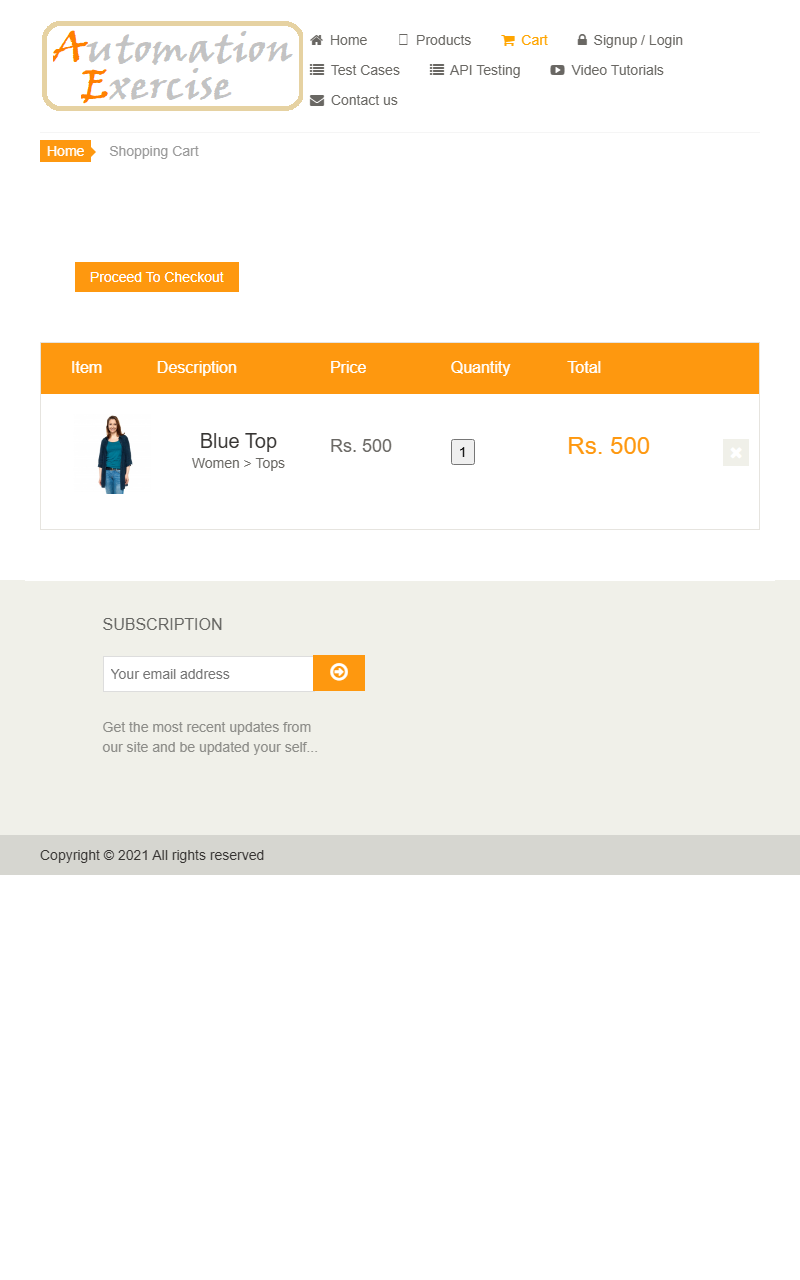 Automation
Exercise
Home
Products
Cart
Signup / Login
Test Cases
API Testing
Video Tutorials
Contact us
Home
Shopping Cart
Proceed To Checkout
Item Description Price Quantity Total
Blue Top
Women > Tops
Rs. 500
1
Rs. 500
SUBSCRIPTION
Your email address
Get the most recent updates from
our site and be updated your self...
Copyright © 2021 All rights reserved